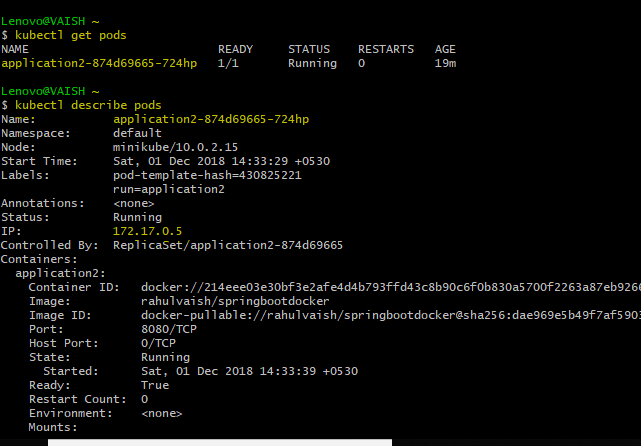 Lenovo@VAISH ~
$ kubectl get pods
NAME READY STATUS RESTARTS AGE
application2-874d69665-724hp 1/1 Running 0 19m
Lenovo@VAISH ~
$ kubectl describe pods
Name: application2-874d69665-724hp
Namespace: default
Node: minikube/10.0.2.15
Start Time: Sat, 01 Dec 2018 14:33:29 +0530
Labels: pod-template-hash=430825221
run=application2
Annotations: <none>
Status: Running
IP: 172.17.0.5
Controlled By: ReplicaSet/application2-874d69665
Containers:
application2:
Container ID: docker://214eee03e30bf3e2afe4d4b793ffd43c8b90c6f0b830a5700f2263a87eb926
Image: rahulvaish/springbootdocker
Image ID: docker-pullable://rahulvaish/springbootdocker@sha256:dae969e5b49f7af5903
Port: 8080/TCP
Host Port: 0/TCP
State: Running
Started: Sat, 01 Dec 2018 14:33:39 +0530
Ready: True
Restart Count: 0
Environment: <none>
Mounts: